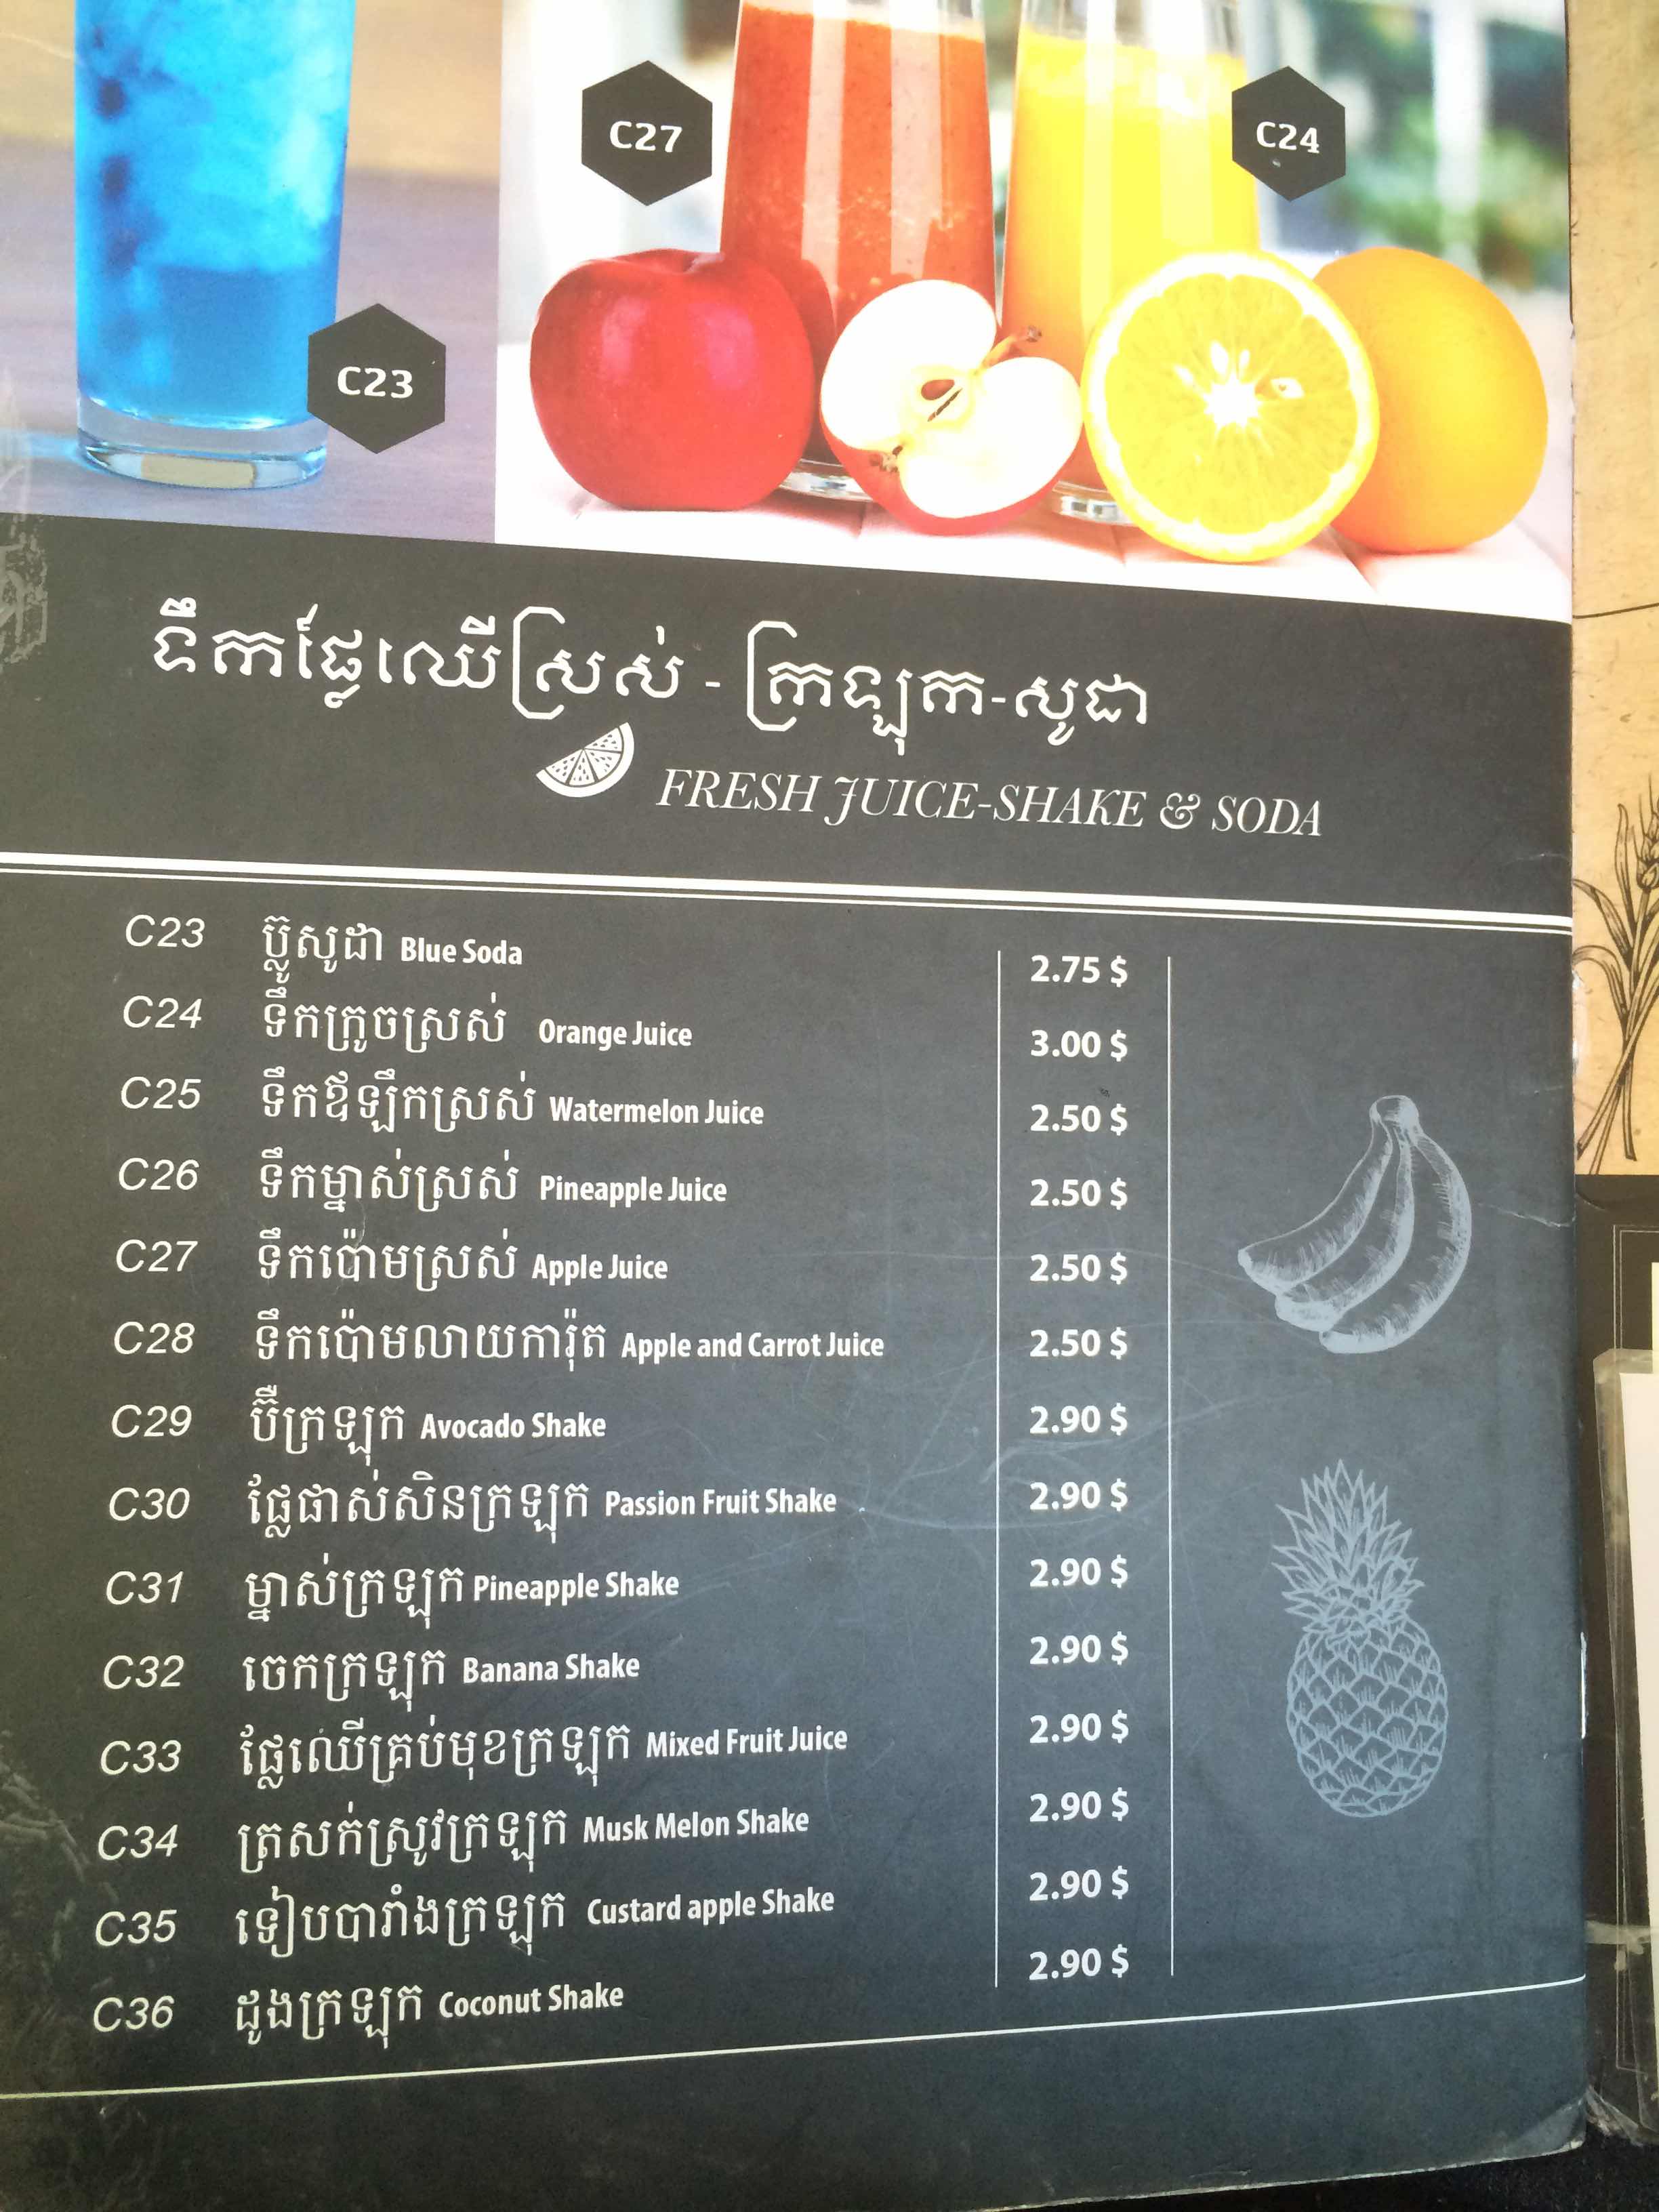 C27
C24
C23
ទឹកផ្លែឈើស្រស់ - ក្រឡុក-សូដា
FRESH JUICE-SHAKE & SODA
C23 ប៊្លូសូដា Blue Soda 2.75 $
C24 ទឹកក្រូចស្រស់ Orange Juice 3.00 $
C25 ទឹកឪឡឹកស្រស់ Watermelon Juice 2.50 $
C26 ទឹកម្នាស់ស្រស់ Pineapple Juice 2.50 $
C27 ទឹកប៉ោមស្រស់ Apple Juice 2.50 $
C28 ទឹកប៉ោមលាយការ៉ុត Apple and Carrot Juice 2.50 $
C29 ប៊ឺក្រឡុក Avocado Shake 2.90 $
C30 ផ្លែផាស់សិនក្រឡុក Passion Fruit Shake 2.90 $
C31 ម្នាស់ក្រឡុក Pineapple Shake 2.90 $
C32 ចេកក្រឡុក Banana Shake 2.90 $
C33 ផ្លែឈើគ្រប់មុខក្រឡុក Mixed Fruit Juice 2.90 $
C34 ត្រសក់ស្រូវក្រឡុក Musk Melon Shake 2.90 $
C35 ទៀបបារាំងក្រឡុក Custard apple Shake 2.90 $
C36 ដូងក្រឡុក Coconut Shake 2.90 $